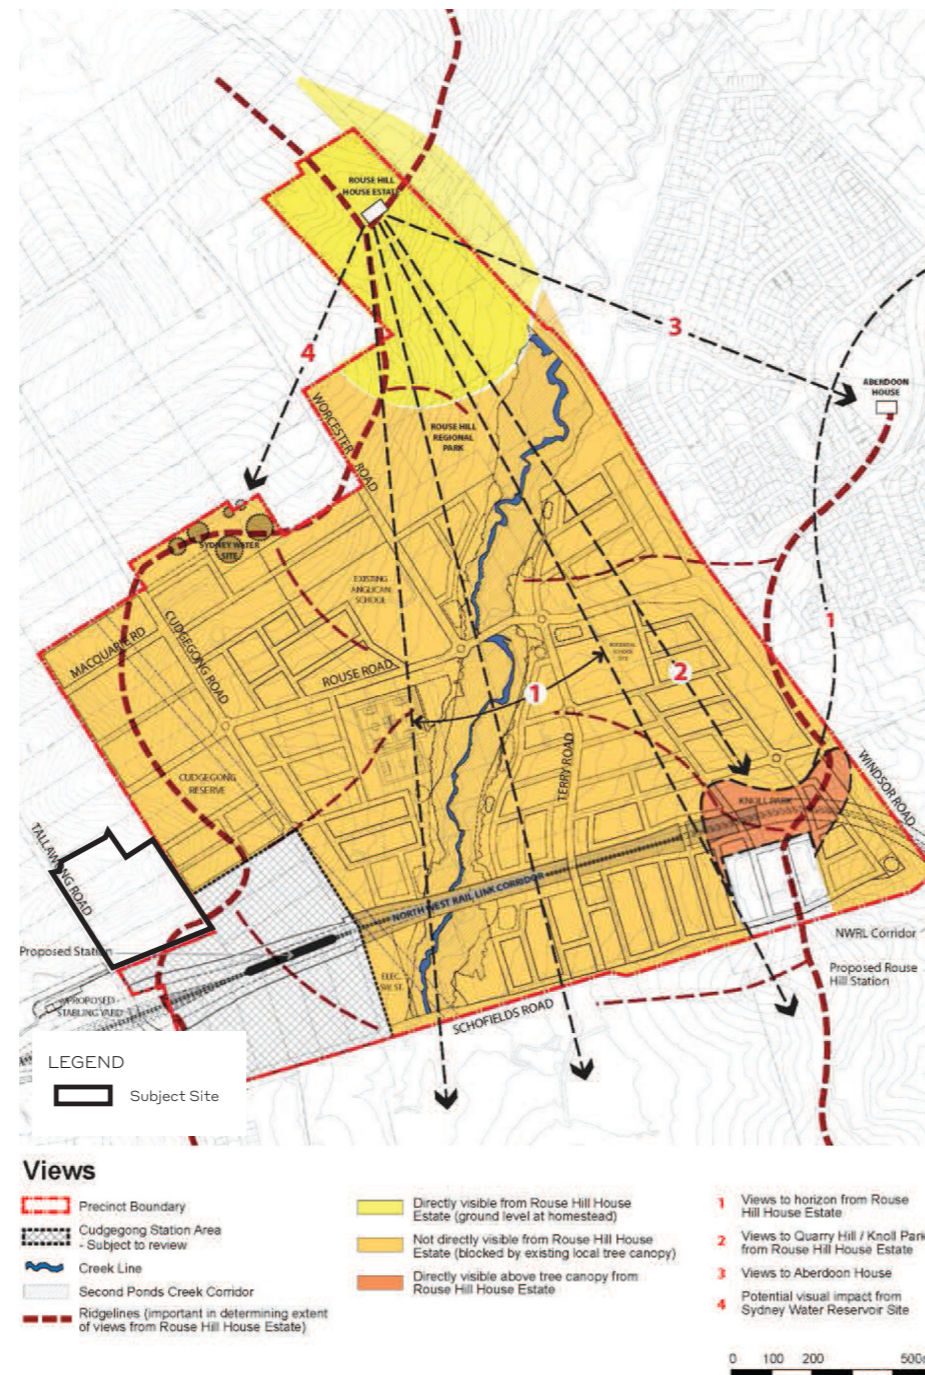 ROUSE HILL
HOUSE ESTATE
3
4
ABERDOON
HOUSE
WORCESTER ROAD
ROUSE HILL
REGIONAL
PARK
SYDNEY WATER
SITE
EXISTING
ANGLICAN
SCHOOL
MACQUARIE RD
CUDGEGONG ROAD
ROUSE ROAD
1
1
2
TERRY ROAD
WINDSOR ROAD
CUDGEGONG
RESERVE
KNOLL PARK
TALLAWONG ROAD
NORTH WEST RAIL LINK CORRIDOR
NWRL Corridor
Proposed Station
Proposed Rouse
Hill Station
ELEC.
SW. ST.
PROPOSED
STABLING YARD
SCHOFIELDS ROAD
LEGEND
Subject Site
Views
Precinct Boundary
Cudgegong Station Area
- Subject to review
Creek Line
Second Ponds Creek Corridor
Ridgelines (important in determining extent
of views from Rouse Hill House Estate)
Directly visible from Rouse Hill House
Estate (ground level at homestead)
Not directly visible from Rouse Hill House
Estate (blocked by existing local tree canopy)
Directly visible above tree canopy from
Rouse Hill House Estate
1 Views to horizon from Rouse
Hill House Estate
2 Views to Quarry Hill / Knoll Park
from Rouse Hill House Estate
3 Views to Aberdoon House
4 Potential visual impact from
Sydney Water Reservoir Site
0 100 200 500m